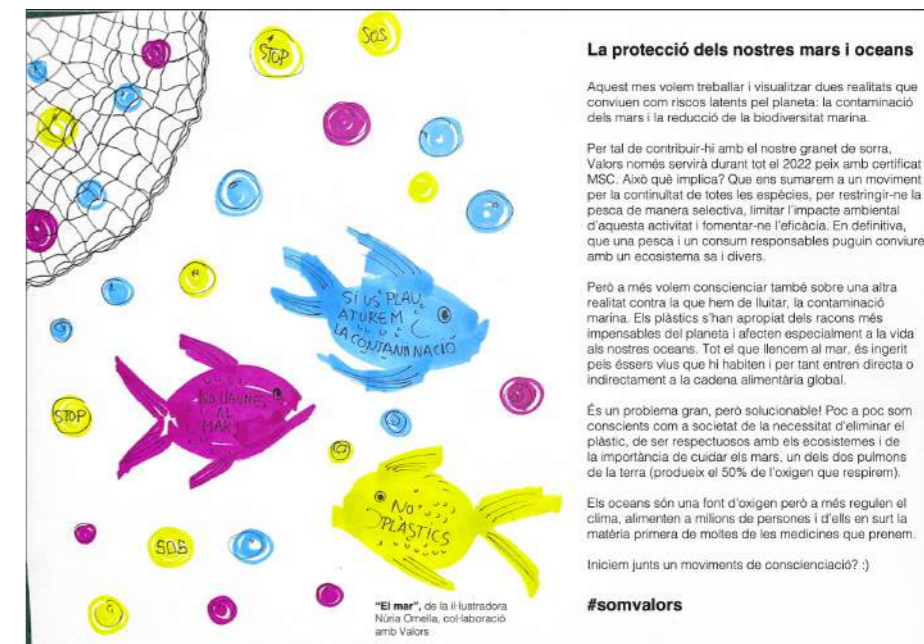 STOP
SOS
SI US PLAU,
ATUREM
LA CONTAMINACIÓ
AL
MAR
STOP
NO
PLÀSTICS
SOS
"El mar", de la il·lustradora
Núria Omella, col·laboració
amb Valors
La protecció dels nostres mars i oceans
Aquest mes volem treballar i visualitzar dues realitats que
conviuen com riscos latents pel planeta: la contaminació
dels mars i la reducció de la biodiversitat marina.
Per tal de contribuir-hi amb el nostre granet de sorra,
Valors només servirà durant tot el 2022 peix amb certificat
MSC. Això què implica? Que ens sumarem a un moviment
per la continuïtat de totes les espècies, per restringir-ne la
pesca de manera selectiva, limitar l'impacte ambiental
d'aquesta activitat i fomentar-ne l'eficàcia. En definitiva,
que una pesca i un consum responsables puguin conviure
amb un ecosistema sa i divers.
Però a més volem conscienciar també sobre una altra
realitat contra la que hem de lluitar, la contaminació
marina. Els plàstics s'han apropiat dels racons més
impensables del planeta i afecten especialment a la vida
als nostres oceans. Tot el que llencem al mar, és ingerit
pels éssers vius que hi habiten i per tant entren directa o
indirectament a la cadena alimentària global.
És un problema gran, però solucionable! Poc a poc som
conscients com a societat de la necessitat d'eliminar el
plàstic, de ser respectuosos amb els ecosistemes i de
la importància de cuidar els mars, un dels dos pulmons
de la terra (produeix el 50% de l'oxigen que respirem).
Els oceans són una font d'oxigen però a més regulen el
clima, alimenten a milions de persones i d'ells en surt la
matèria primera de moltes de les medicines que prenem.
Iniciem junts un moviments de conscienciació? :)
#somvalors